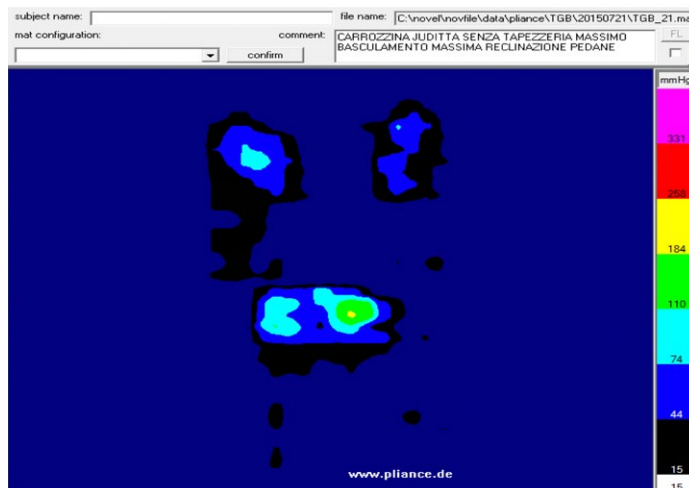 subject name:
file name: C:\novel\novfile\data\pliance\TGB\20150721\TGB_21.ma
mat configuration:
comment: CARROZZINA JUDITTA SENZA TAPEZZERIA MASSIMO
BASCULAMENTO MASSIMA RECLINAZIONE PEDANE
FL
confirm
mmHg
331
258
184
110
74
44
15
15
www.pliance.de